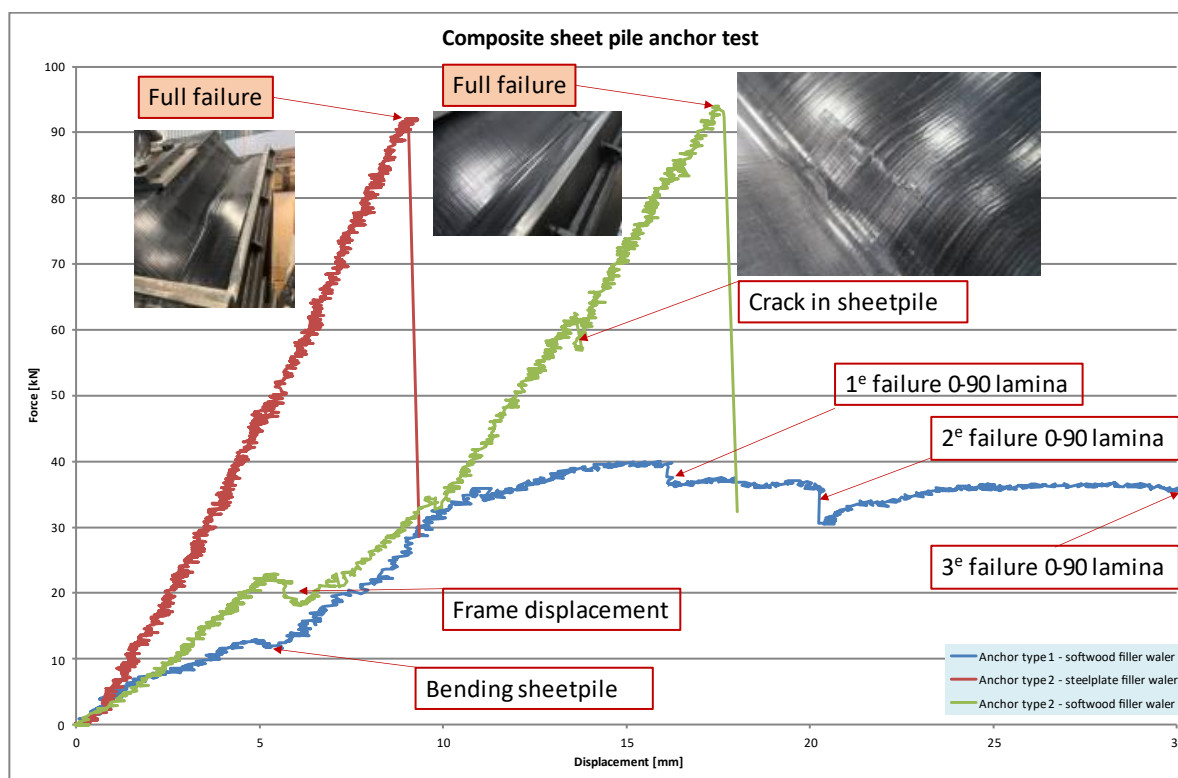 Composite sheet pile anchor test
100
90
80
70
60
50
40
30
20
10
0
Force [kN]
Full failure
Full failure
Crack in sheetpile
1e failure 0-90 lamina
2e failure 0-90 lamina
3e failure 0-90 lamina
Frame displacement
Bending sheetpile
Anchor type 1 - softwood filler waler
Anchor type 2 - steelplate filler waler
Anchor type 2 - softwood filler waler
0 5 10 15 20 25 3
Displacement [mm]